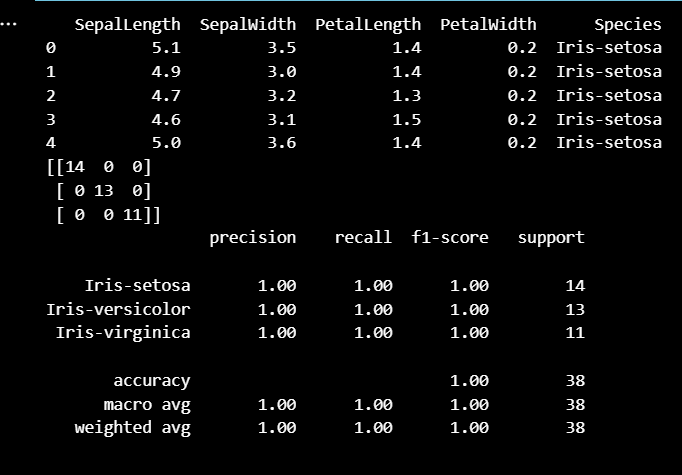 ...
SepalLength SepalWidth PetalLength PetalWidth Species
0 5.1 3.5 1.4 0.2 Iris-setosa
1 4.9 3.0 1.4 0.2 Iris-setosa
2 4.7 3.2 1.3 0.2 Iris-setosa
3 4.6 3.1 1.5 0.2 Iris-setosa
4 5.0 3.6 1.4 0.2 Iris-setosa
[[14 0 0]
[ 0 13 0]
[ 0 0 11]]
precision recall f1-score support
Iris-setosa 1.00 1.00 1.00 14
Iris-versicolor 1.00 1.00 1.00 13
Iris-virginica 1.00 1.00 1.00 11
accuracy 1.00 38
macro avg 1.00 1.00 1.00 38
weighted avg 1.00 1.00 1.00 38